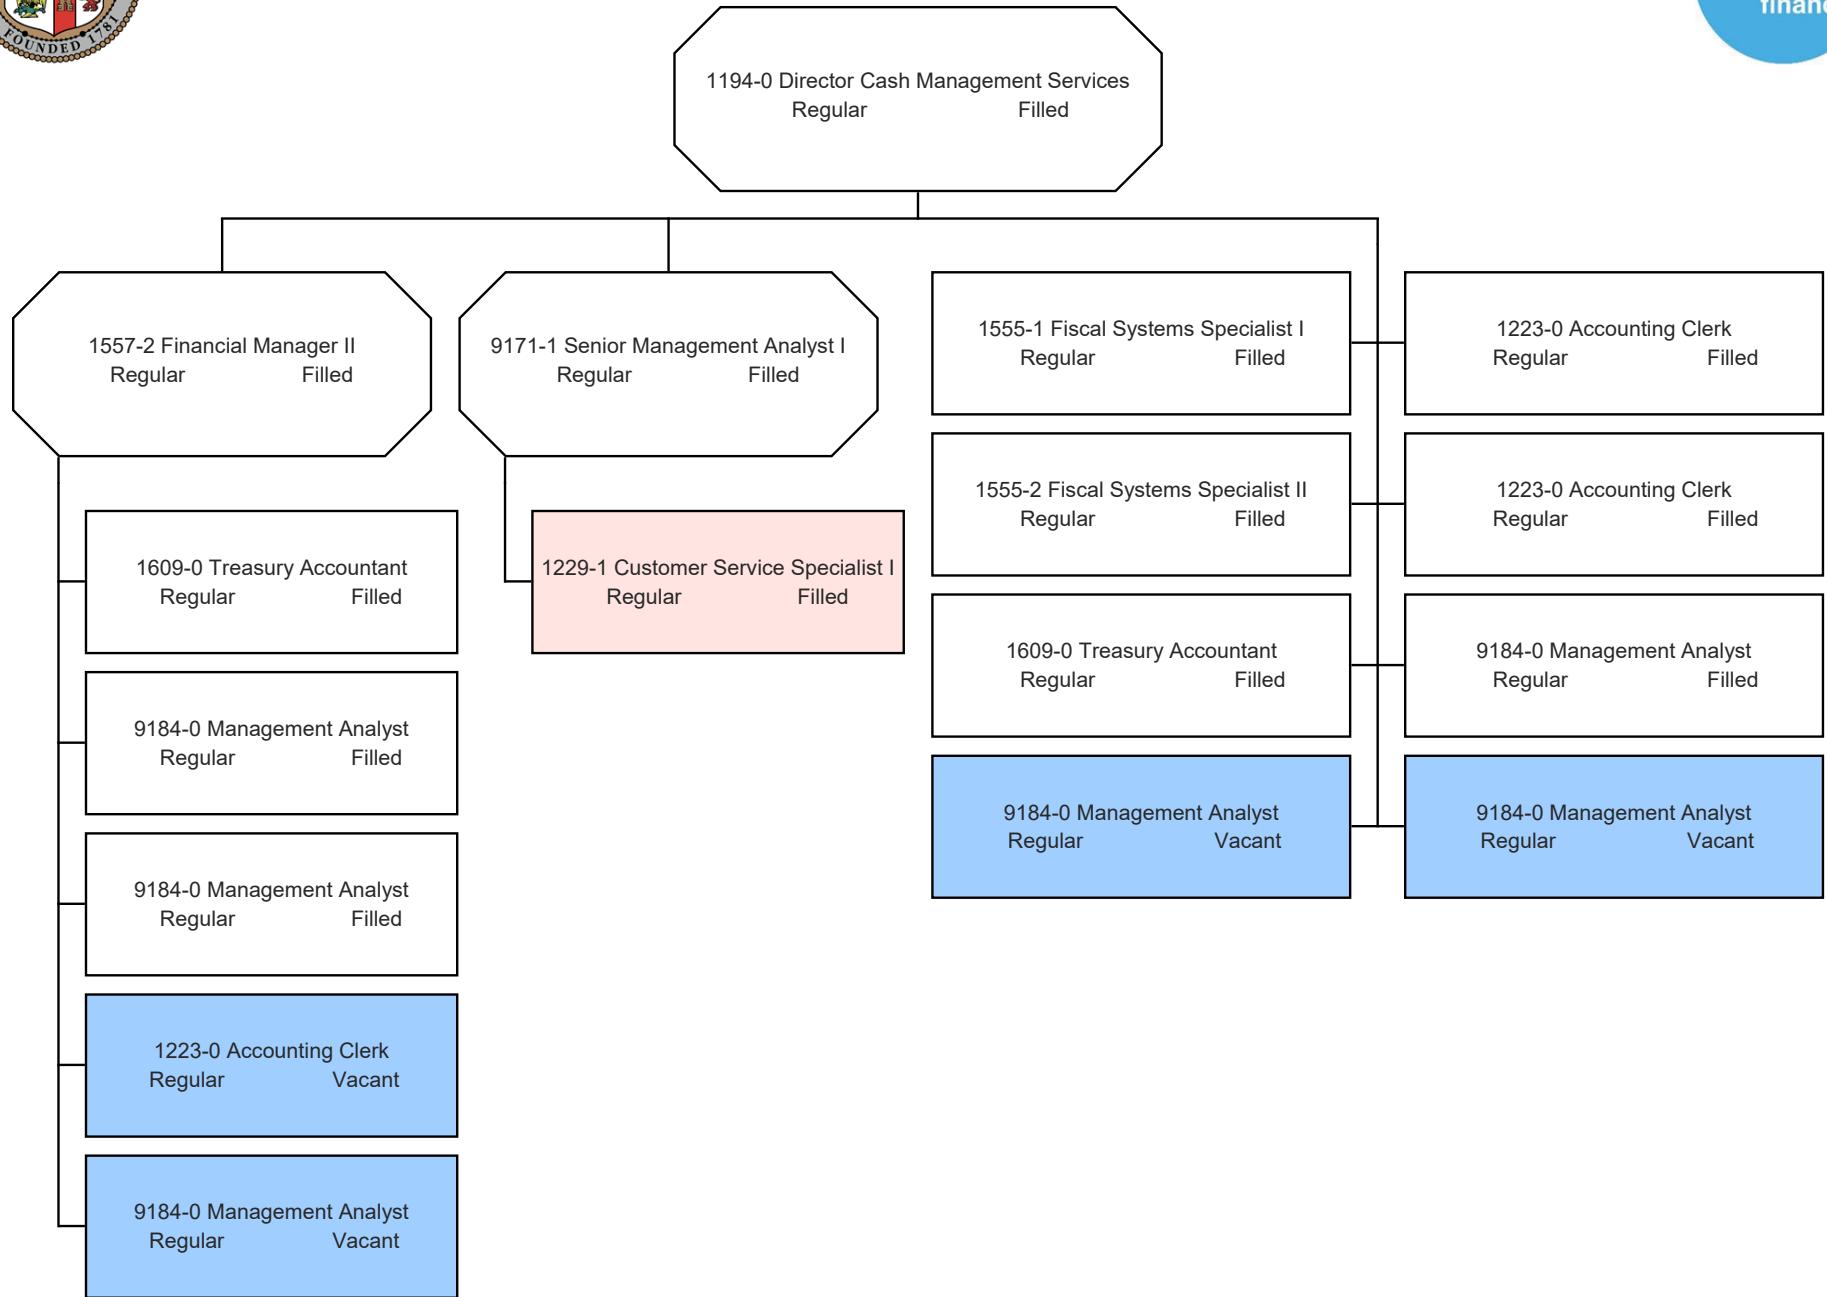 FOUNDED 1781
1194-0 Director Cash Management Services
Regular Filled
1557-2 Financial Manager II
Regular Filled
9171-1 Senior Management Analyst I
Regular Filled
1555-1 Fiscal Systems Specialist I
Regular Filled
1223-0 Accounting Clerk
Regular Filled
1555-2 Fiscal Systems Specialist II
Regular Filled
1223-0 Accounting Clerk
Regular Filled
1609-0 Treasury Accountant
Regular Filled
1229-1 Customer Service Specialist I
Regular Filled
1609-0 Treasury Accountant
Regular Filled
9184-0 Management Analyst
Regular Filled
9184-0 Management Analyst
Regular Filled
9184-0 Management Analyst
Regular Vacant
9184-0 Management Analyst
Regular Vacant
9184-0 Management Analyst
Regular Filled
1223-0 Accounting Clerk
Regular Vacant
9184-0 Management Analyst
Regular Vacant